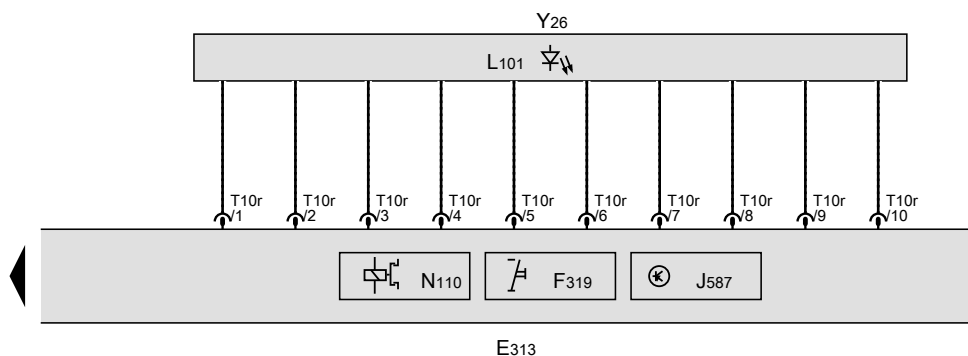 Y26
L101
T10r /1 T10r /2 T10r /3 T10r /4 T10r /5 T10r /6 T10r /7 T10r /8 T10r /9 T10r /10
N110 F319 J587
E313